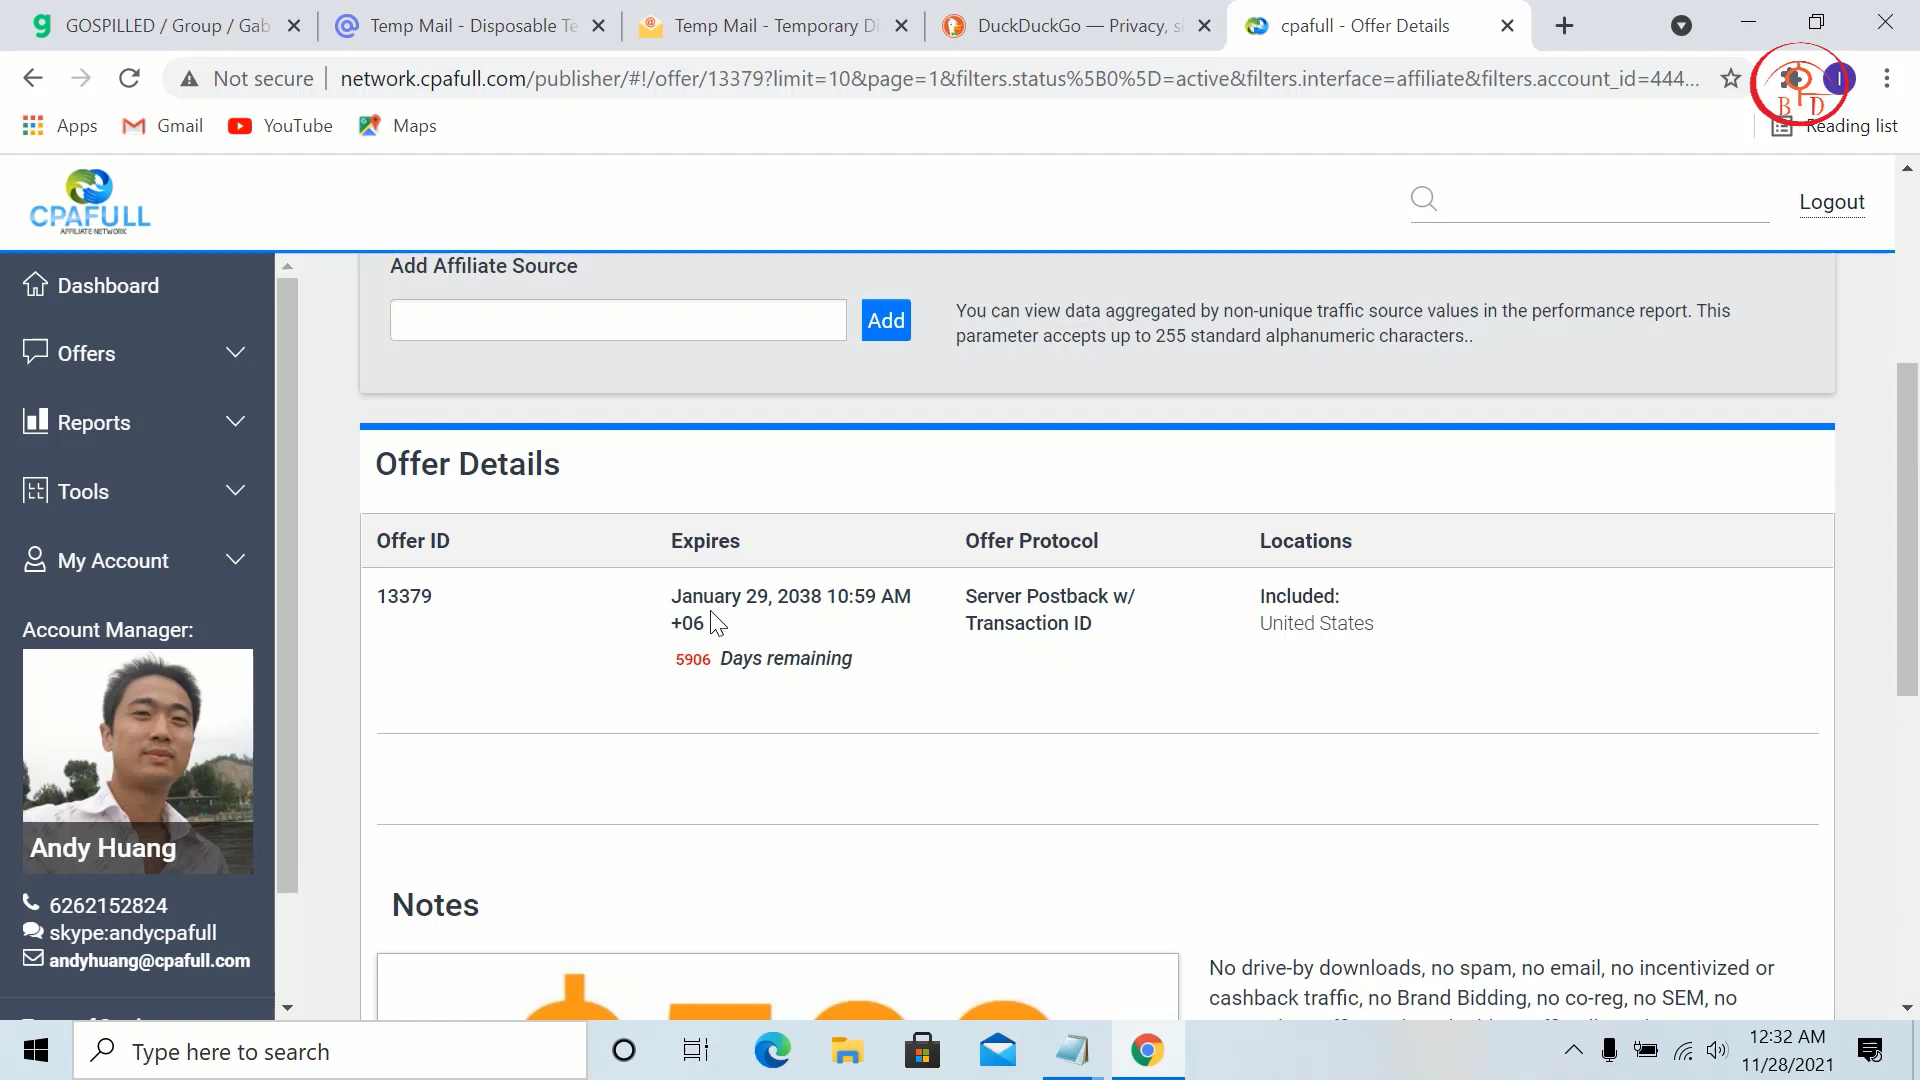 GOSPILLED / Group / Gab
Temp Mail - Disposable Te
Temp Mail - Temporary Di
DuckDuckGo — Privacy, si
cpafull - Offer Details
Not secure
network.cpafull.com/publisher/#!/offer/13379?limit=10&page=1&filters.status%5B0%5D=active&filters.interface=affiliate&filters.account_id=444...
I
B D
Apps
Gmail
YouTube
Maps
Reading list
CPAFULL
AFFILIATE NETWORK
Logout
Dashboard
Offers
Reports
Tools
My Account
Account Manager:
Andy Huang
6262152824
skype:andycpafull
andyhuang@cpafull.com
Add Affiliate Source
Add
You can view data aggregated by non-unique traffic source values in the performance report. This
parameter accepts up to 255 standard alphanumeric characters..
Offer Details
Offer ID
Expires
Offer Protocol
Locations
13379
January 29, 2038 10:59 AM
+06
5906 Days remaining
Server Postback w/
Transaction ID
Included:
United States
Notes
No drive-by downloads, no spam, no email, no incentivized or
cashback traffic, no Brand Bidding, no co-reg, no SEM, no
Type here to search
12:32 AM
11/28/2021